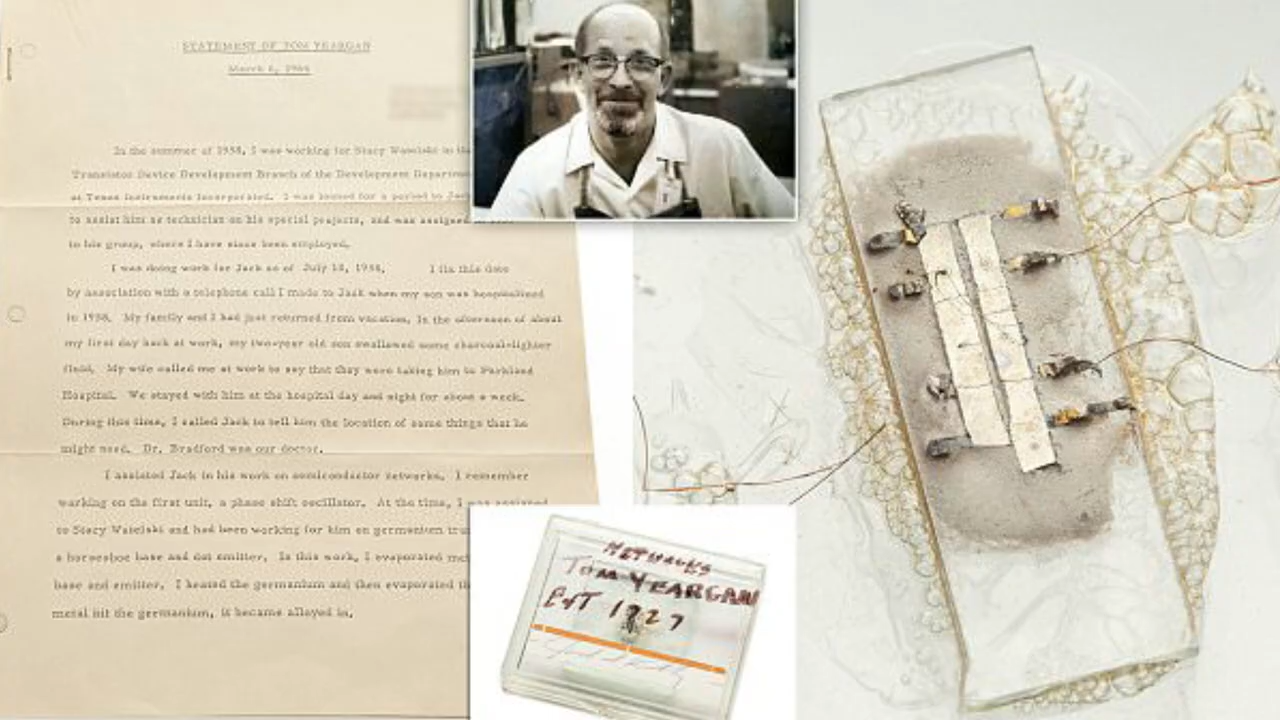 STATEMENT OF TOM YEARGAN
March 6, 1964
In the summer of 1958, I was working for Stacy Waselski in the
Transistor Device Development Branch of the Development Departme
at Texas Instruments Incorporated. I was loaned for a period to Jac
to assist him as technician on his special projects, and was assigned
to his group, where I have since been employed.
I was doing work for Jack as of July 18, 1958. I fix this date
by association with a telephone call I made to Jack when my son was hospitalized
in 1958. My family and I had just returned from vacation. In the afternoon of about
my first day back at work, my two-year old son swallowed some charcoal-lighter
fluid. My wife called me at work to say that they were taking him to Parkland
Hospital. We stayed with him at the hospital day and night for about a week.
During this time, I called Jack to tell him the location of some things that he
might need. Dr. Bradford was our doctor.
I assisted Jack in his work on semiconductor networks. I remember
working on the first unit, a phase shift oscillator. At the time, I was assigned
to Stacy Waselski and had been working for him on germanium tra
a horseshoe base and dot emitter. In this work, I evaporated met
base and emitter. I heated the germanium and then evaporated th
metal hit the germanium, it became alloyed in.
NETWORKS
TOM YEARGAN
EXT 1927